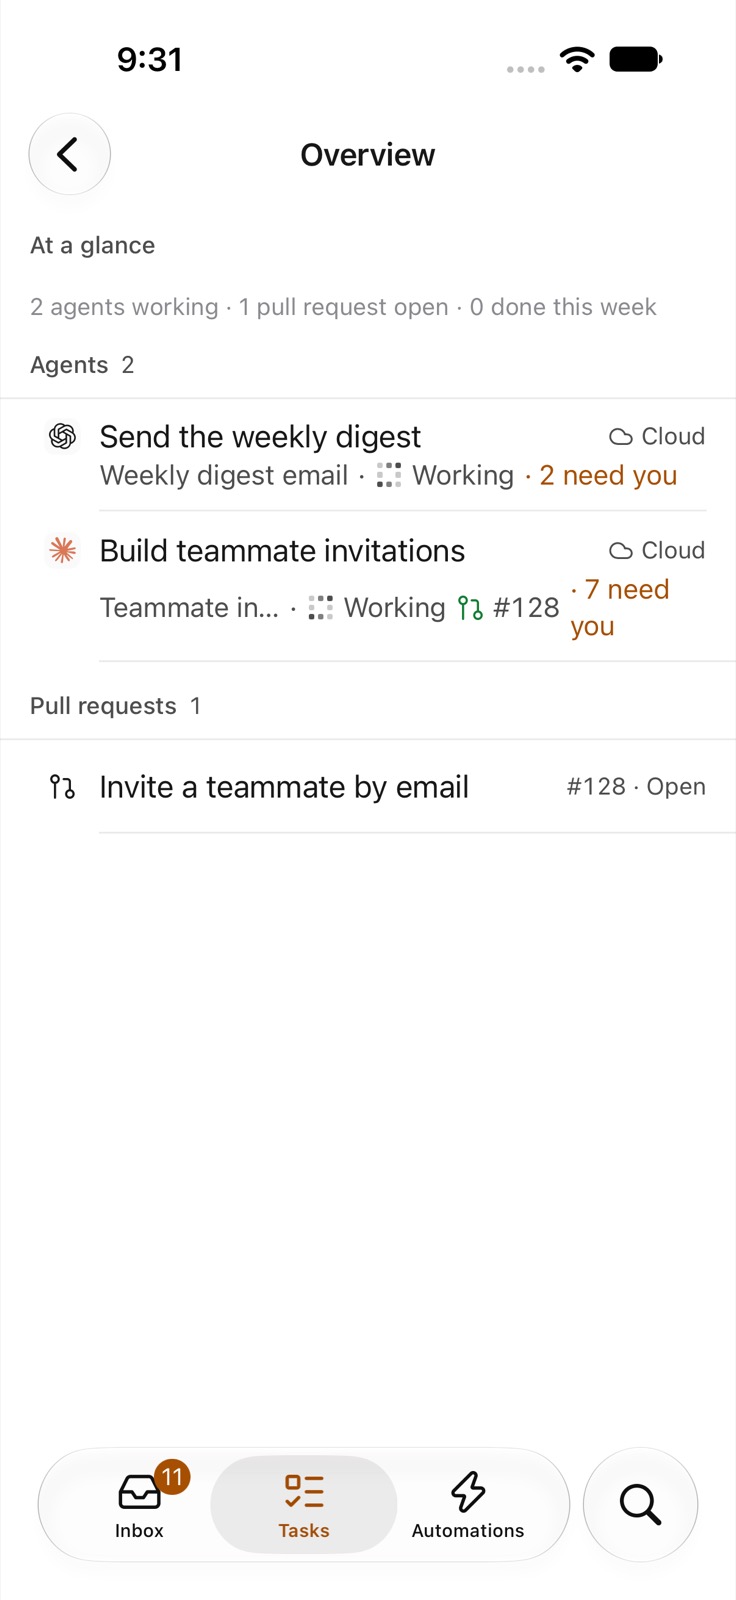 9:31
Overview
At a glance
2 agents working · 1 pull request open · 0 done this week
Agents 2
Send the weekly digest
Cloud
Weekly digest email · Working · 2 need you
Build teammate invitations
Cloud
Teammate in... · Working #128 · 7 need
you
Pull requests 1
Invite a teammate by email
#128 · Open
11
Inbox
Tasks
Automations